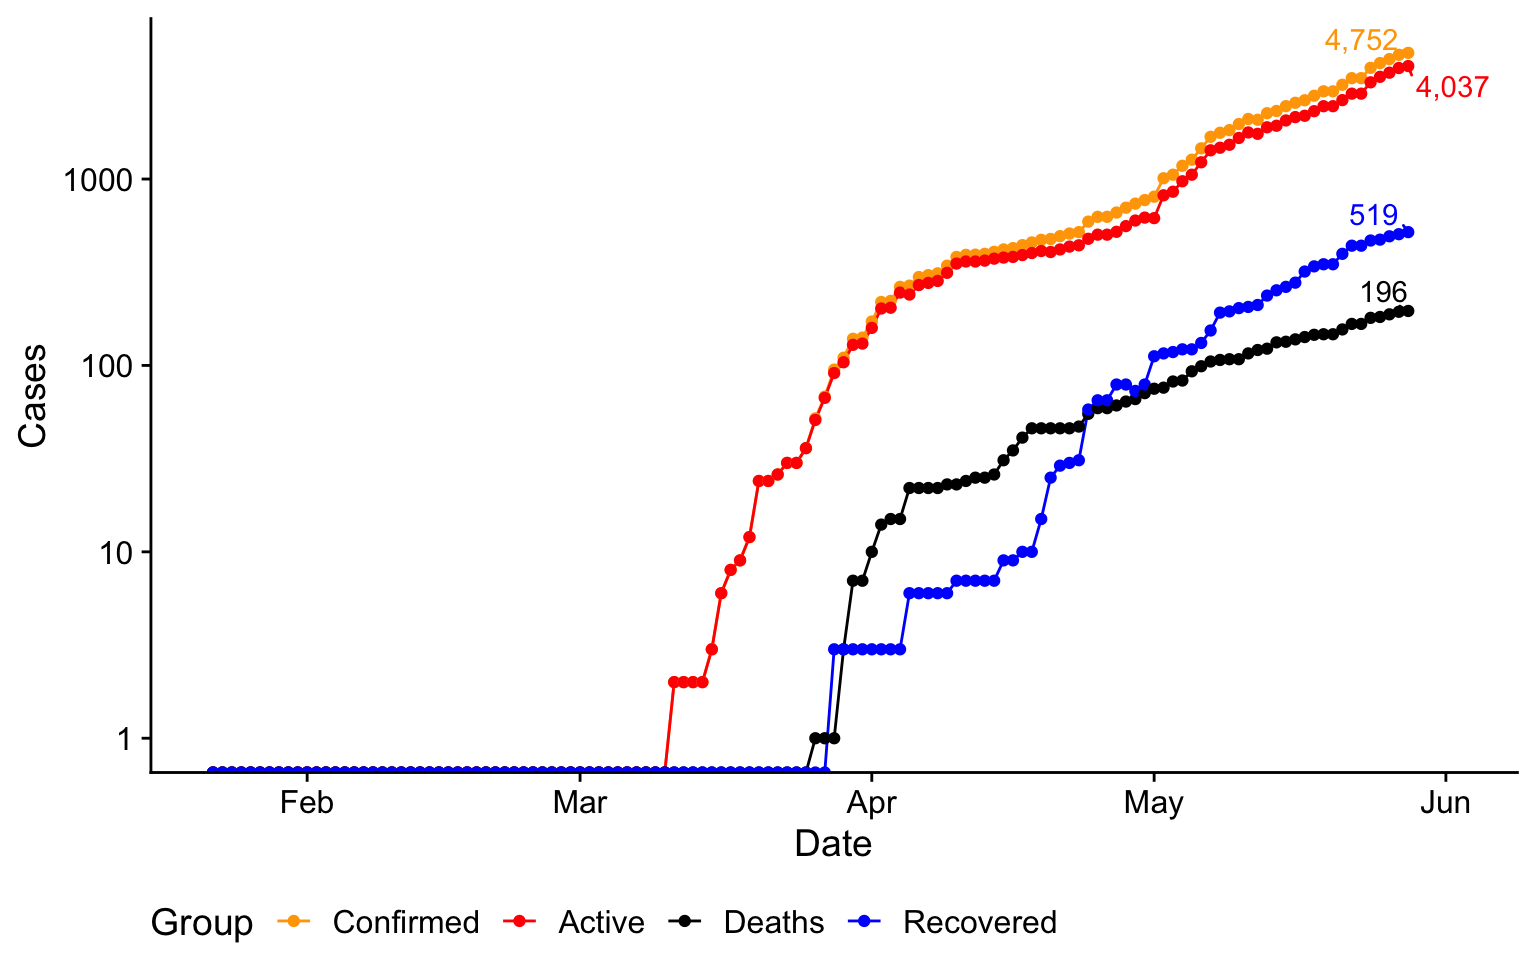 4,752
4,037
1000
519
196
100
10
1
Cases
Feb Mar Apr May Jun
Date
Group Confirmed Active Deaths Recovered